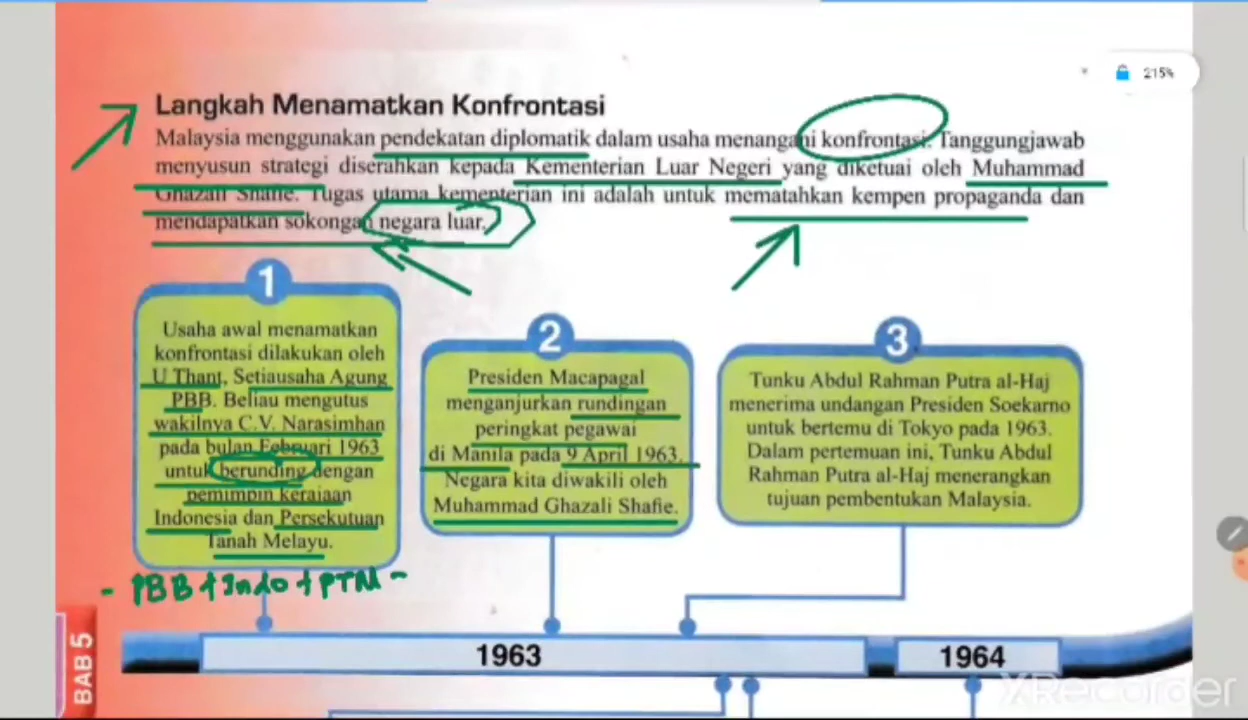 215%
Langkah Menamatkan Konfrontasi
Malaysia menggunakan pendekatan diplomatik dalam usaha menangani konfrontasi. Tanggungjawab
menyusun strategi diserahkan kepada Kementerian Luar Negeri yang diketuai oleh Muhammad
Ghazali Shafie. Tugas utama kementerian ini adalah untuk mematahkan kempen propaganda dan
mendapatkan sokongan negara luar.
1
Usaha awal menamatkan
konfrontasi dilakukan oleh
U Thant, Setiausaha Agung
PBB. Beliau mengutus
wakilnya C.V. Narasimhan
pada bulan Februari 1963
untuk berunding dengan
pemimpin kerajaan
Indonesia dan Persekutuan
Tanah Melayu.
- PBB + Indo + PTM -
2
Presiden Macapagal
menganjurkan rundingan
peringkat pegawai
di Manila pada 9 April 1963.
Negara kita diwakili oleh
Muhammad Ghazali Shafie.
3
Tunku Abdul Rahman Putra al-Haj
menerima undangan Presiden Soekarno
untuk bertemu di Tokyo pada 1963.
Dalam pertemuan ini, Tunku Abdul
Rahman Putra al-Haj menerangkan
tujuan pembentukan Malaysia.
1963
1964
BAB 5
XRecorder